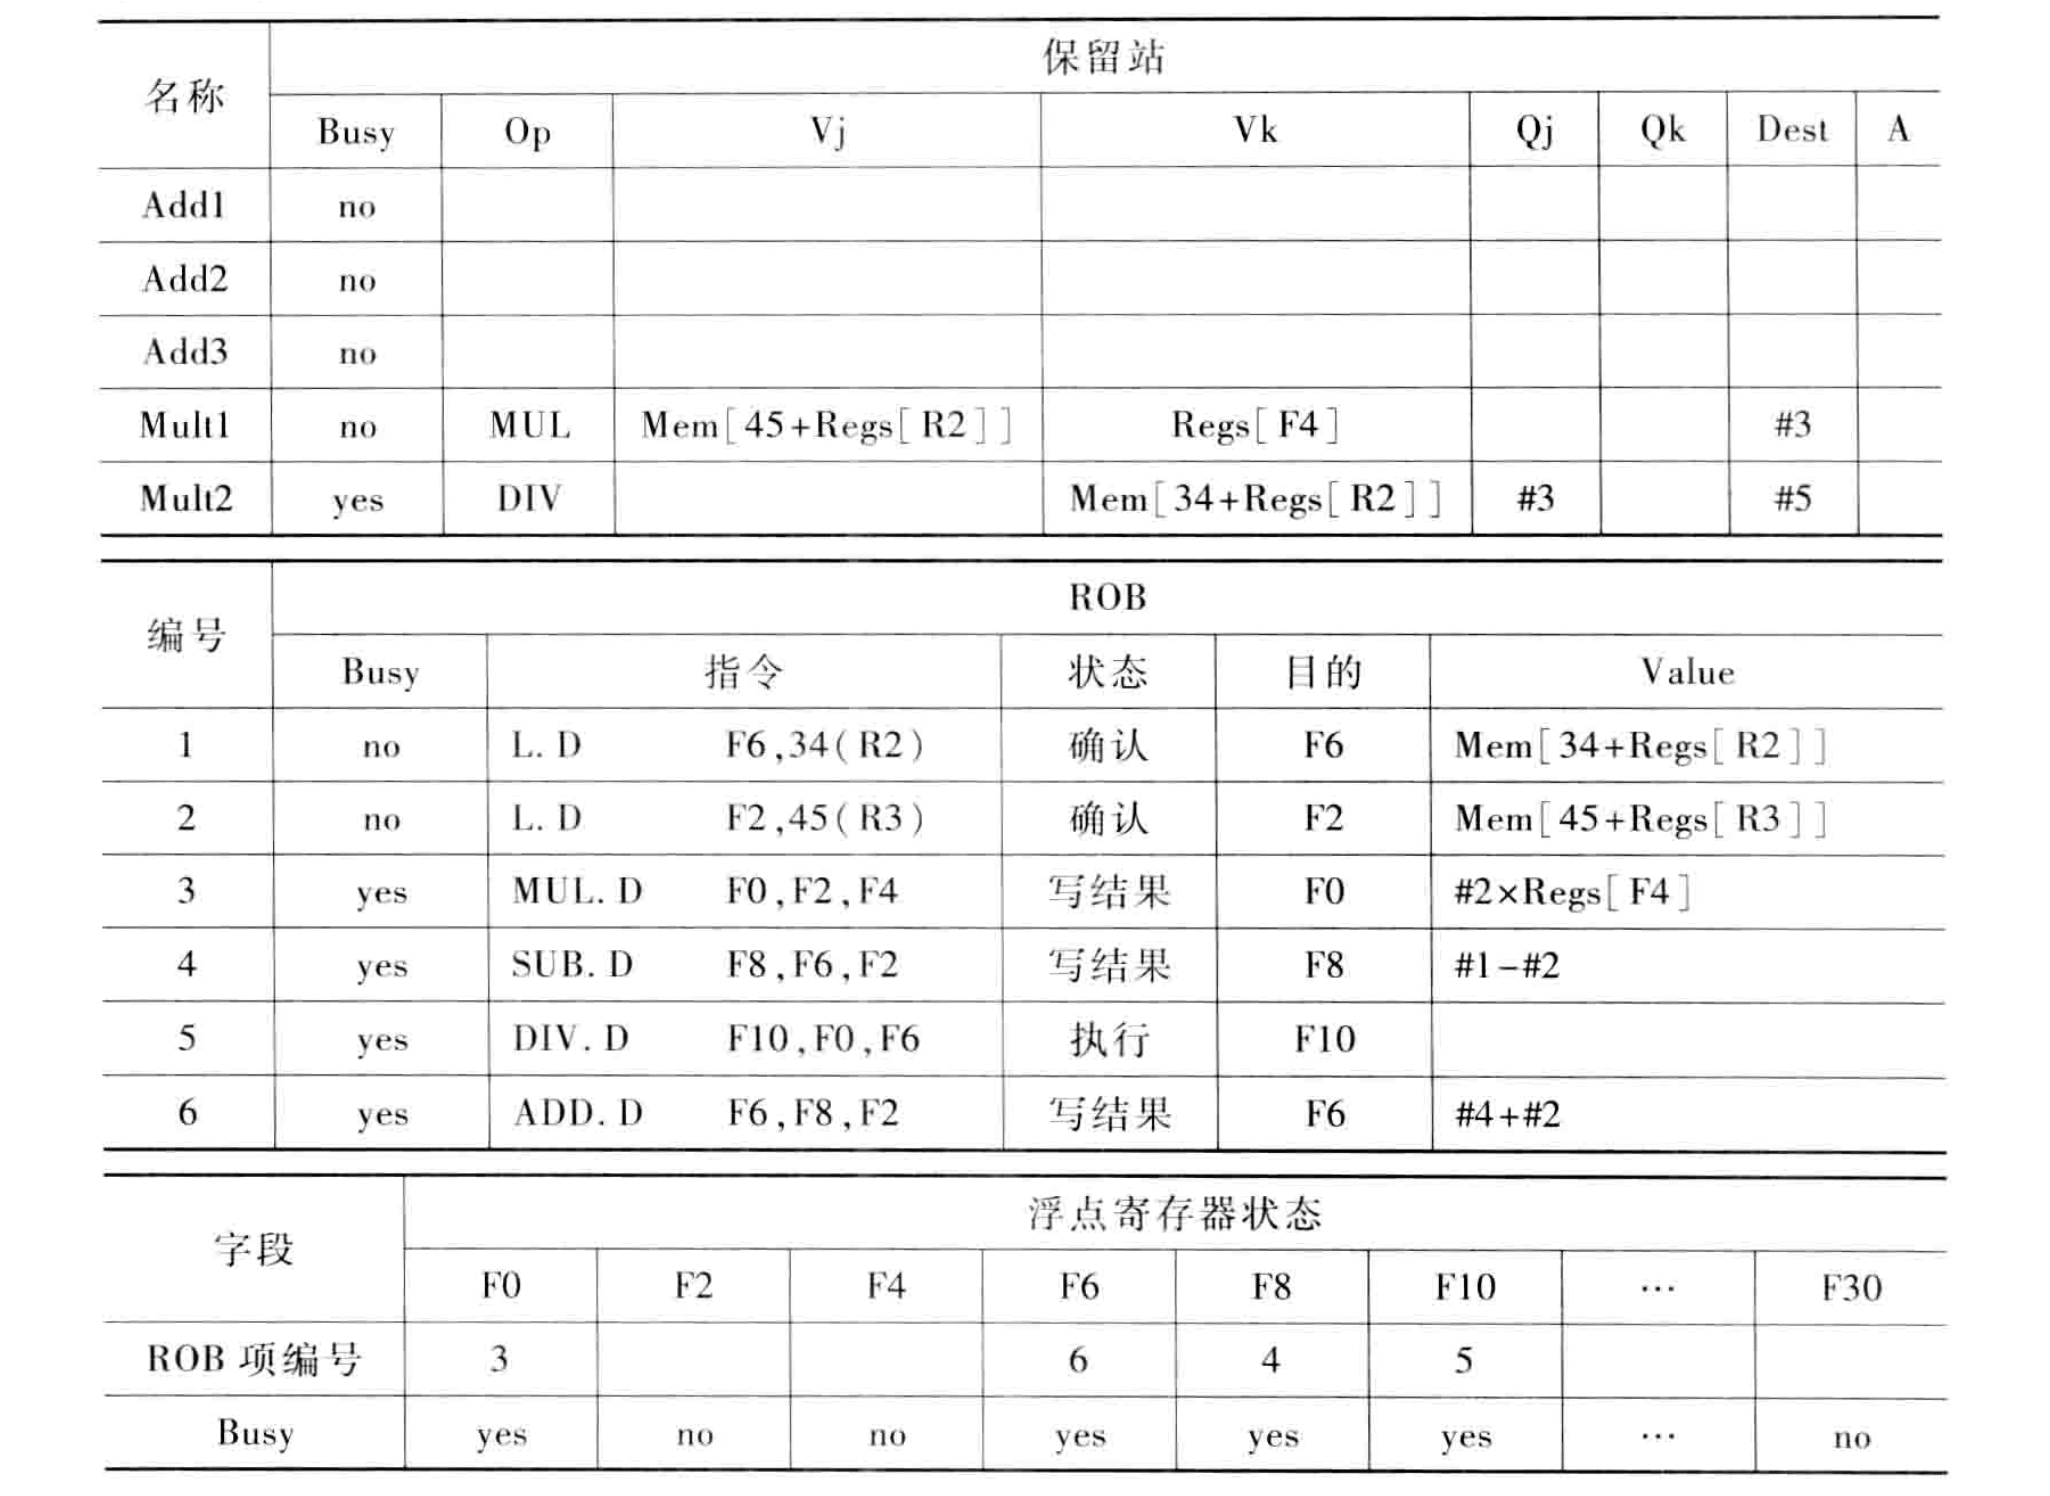 名称 保留站
Busy Op Vj Vk Qj Qk Dest A
Add1 no
Add2 no
Add3 no
Mult1 no MUL Mem[45+Regs[R2]] Regs[F4] #3
Mult2 yes DIV Mem[34+Regs[R2]] #3 #5
编号 ROB
Busy 指令 状态 目的 Value
1 no L.D F6,34(R2) 确认 F6 Mem[34+Regs[R2]]
2 no L.D F2,45(R3) 确认 F2 Mem[45+Regs[R3]]
3 yes MUL.D F0,F2,F4 写结果 F0 #2×Regs[F4]
4 yes SUB.D F8,F6,F2 写结果 F8 #1-#2
5 yes DIV.D F10,F0,F6 执行 F10
6 yes ADD.D F6,F8,F2 写结果 F6 #4+#2
字段 浮点寄存器状态
F0 F2 F4 F6 F8 F10 … F30
ROB 项编号 3 6 4 5
Busy yes no no yes yes yes … no